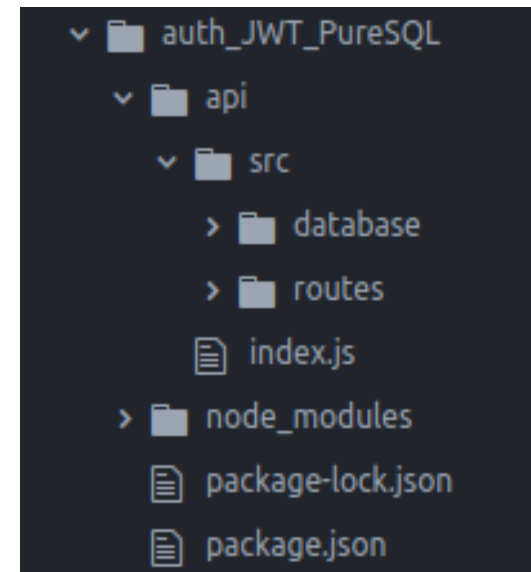 auth_JWT_PureSQL
api
src
database
routes
index.js
node_modules
package-lock.json
package.json